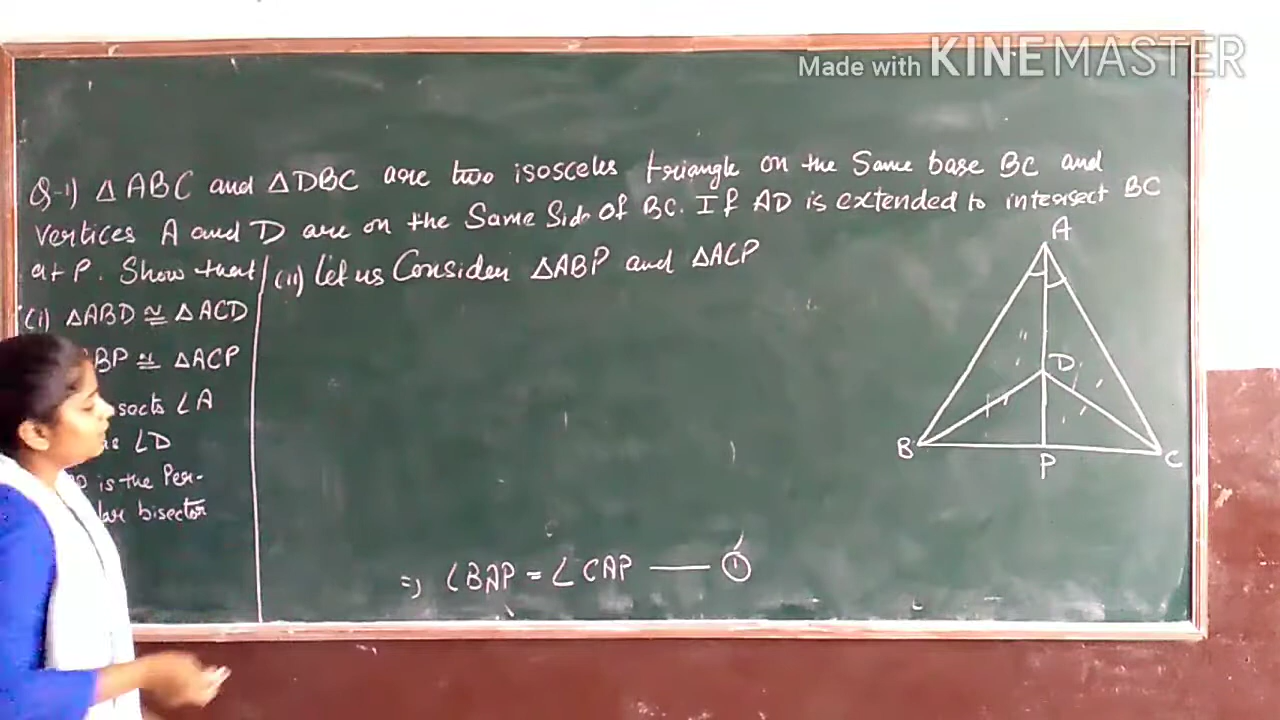 Made with KINEMASTER
Q-1) △ ABC and △DBC are two isosceles triangle on the Same base BC and
vertices A and D are on the Same Side Of BC. If AD is extended to intersect BC
at P. Show that
(i) △ABD ≅ △ACD
BP ≅ △ACP
sects ∠A
∠D
is the Per-
bisector
(ii) Let us Consider △ABP and △ACP
=> ∠BAP = ∠CAP —— ①
A
D
B
P
C